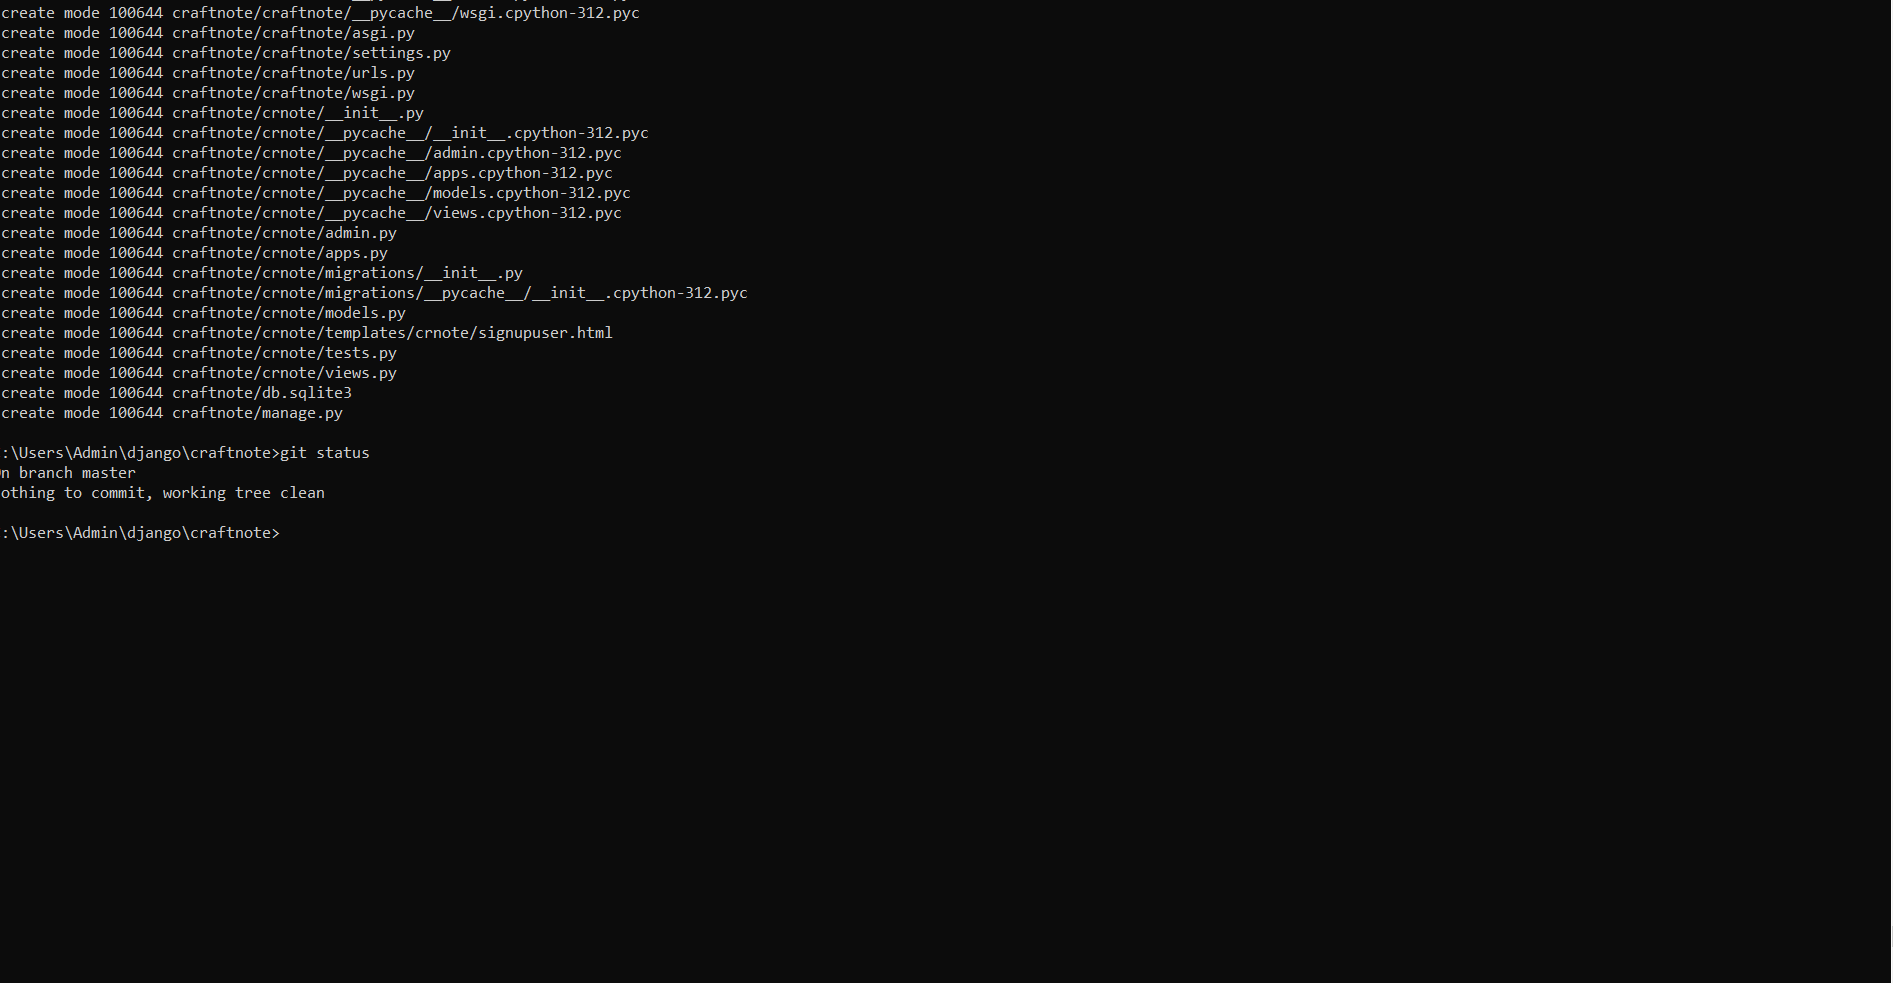 create mode 100644 craftnote/craftnote/__pycache__/wsgi.cpython-312.pyc
create mode 100644 craftnote/craftnote/asgi.py
create mode 100644 craftnote/craftnote/settings.py
create mode 100644 craftnote/craftnote/urls.py
create mode 100644 craftnote/craftnote/wsgi.py
create mode 100644 craftnote/crnote/__init__.py
create mode 100644 craftnote/crnote/__pycache__/__init__.cpython-312.pyc
create mode 100644 craftnote/crnote/__pycache__/admin.cpython-312.pyc
create mode 100644 craftnote/crnote/__pycache__/apps.cpython-312.pyc
create mode 100644 craftnote/crnote/__pycache__/models.cpython-312.pyc
create mode 100644 craftnote/crnote/__pycache__/views.cpython-312.pyc
create mode 100644 craftnote/crnote/admin.py
create mode 100644 craftnote/crnote/apps.py
create mode 100644 craftnote/crnote/migrations/__init__.py
create mode 100644 craftnote/crnote/migrations/__pycache__/__init__.cpython-312.pyc
create mode 100644 craftnote/crnote/models.py
create mode 100644 craftnote/crnote/templates/crnote/signupuser.html
create mode 100644 craftnote/crnote/tests.py
create mode 100644 craftnote/crnote/views.py
create mode 100644 craftnote/db.sqlite3
create mode 100644 craftnote/manage.py
:\Users\Admin\django\craftnote>git status
n branch master
othing to commit, working tree clean
:\Users\Admin\django\craftnote>